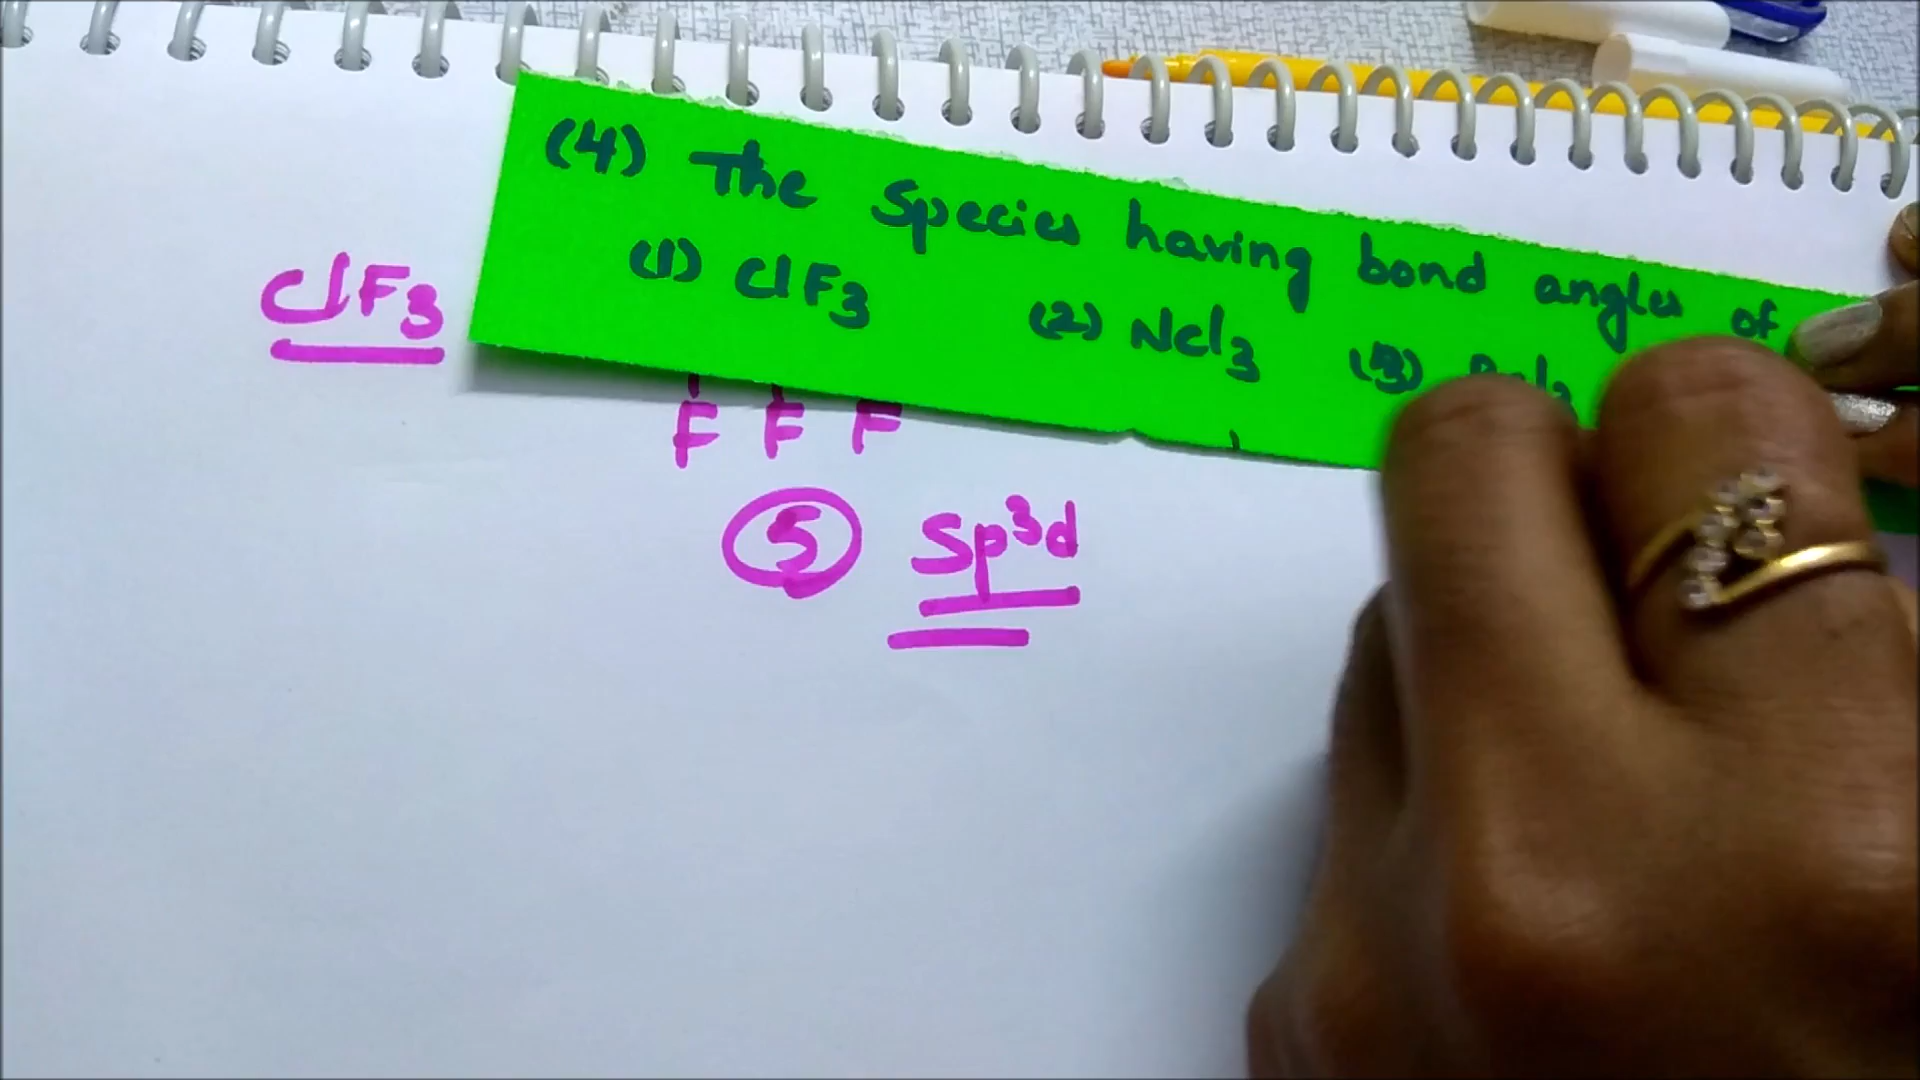 (4) The Species having bond angles of
(1) ClF3 (2) Ncl3 (3)
ClF3
F F F
5 Sp³d